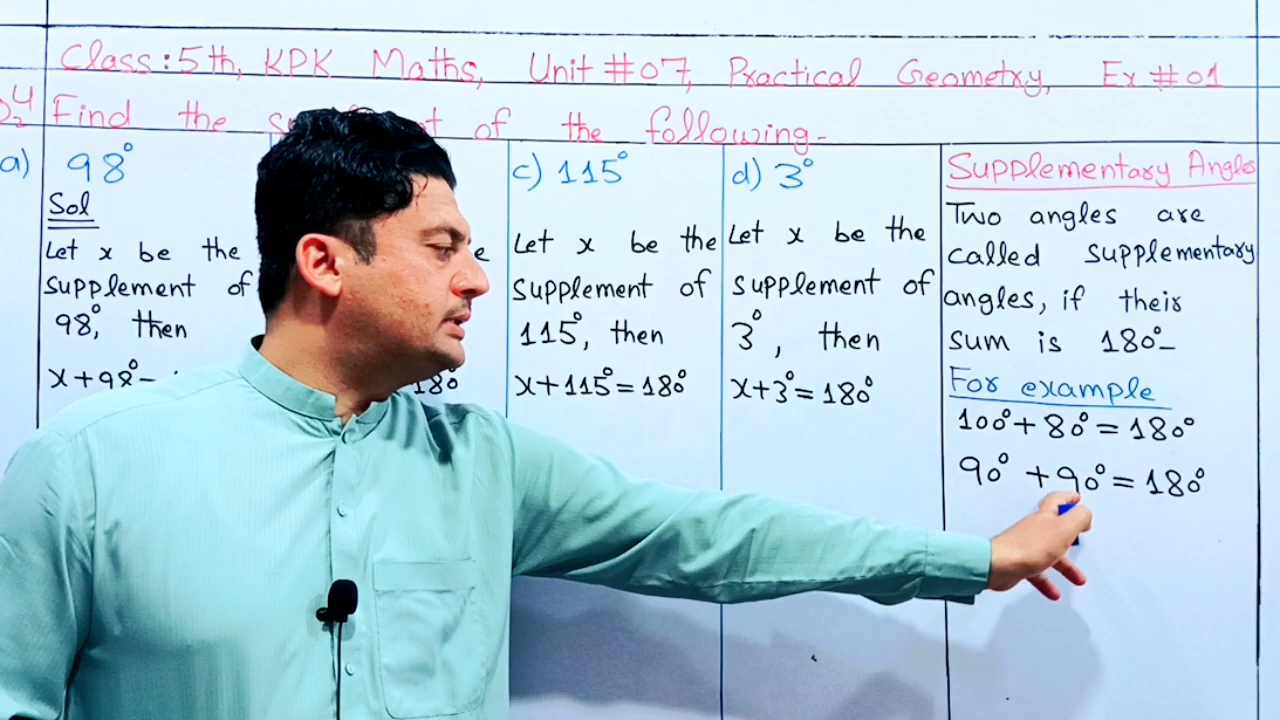 Class:5th, KPK Maths, Unit #07, Practical Geometry, Ex #01
Find the of the following-
a) 98°
Sol
Let x be the
supplement of
98°, then
x+98°
180°
c) 115°
Let x be the
supplement of
115°, then
x+115°=180°
d) 3°
Let x be the
supplement of
3°, then
x+3°=180°
Supplementary Angles
Two angles are
called supplementary
angles, if their
sum is 180°-
For example
100°+80°=180°
90°+90°=180°